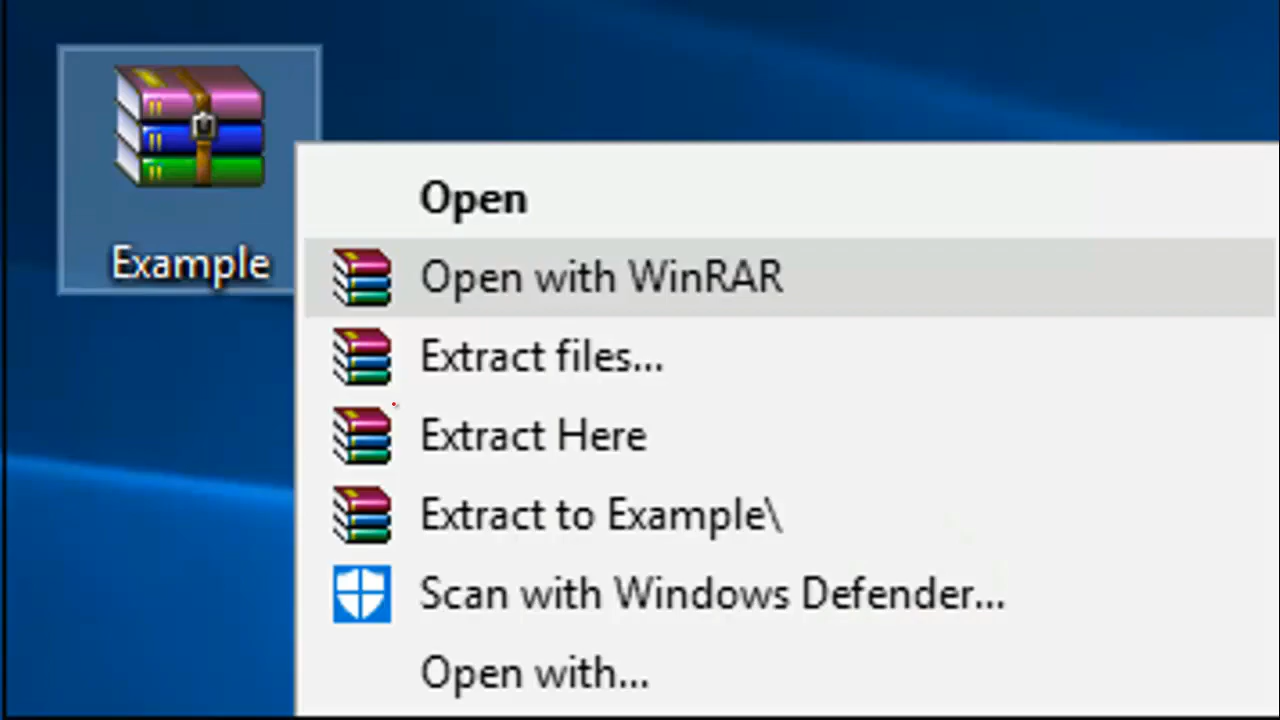 Example
Open
Open with WinRAR
Extract files...
Extract Here
Extract to Example\
Scan with Windows Defender...
Open with...